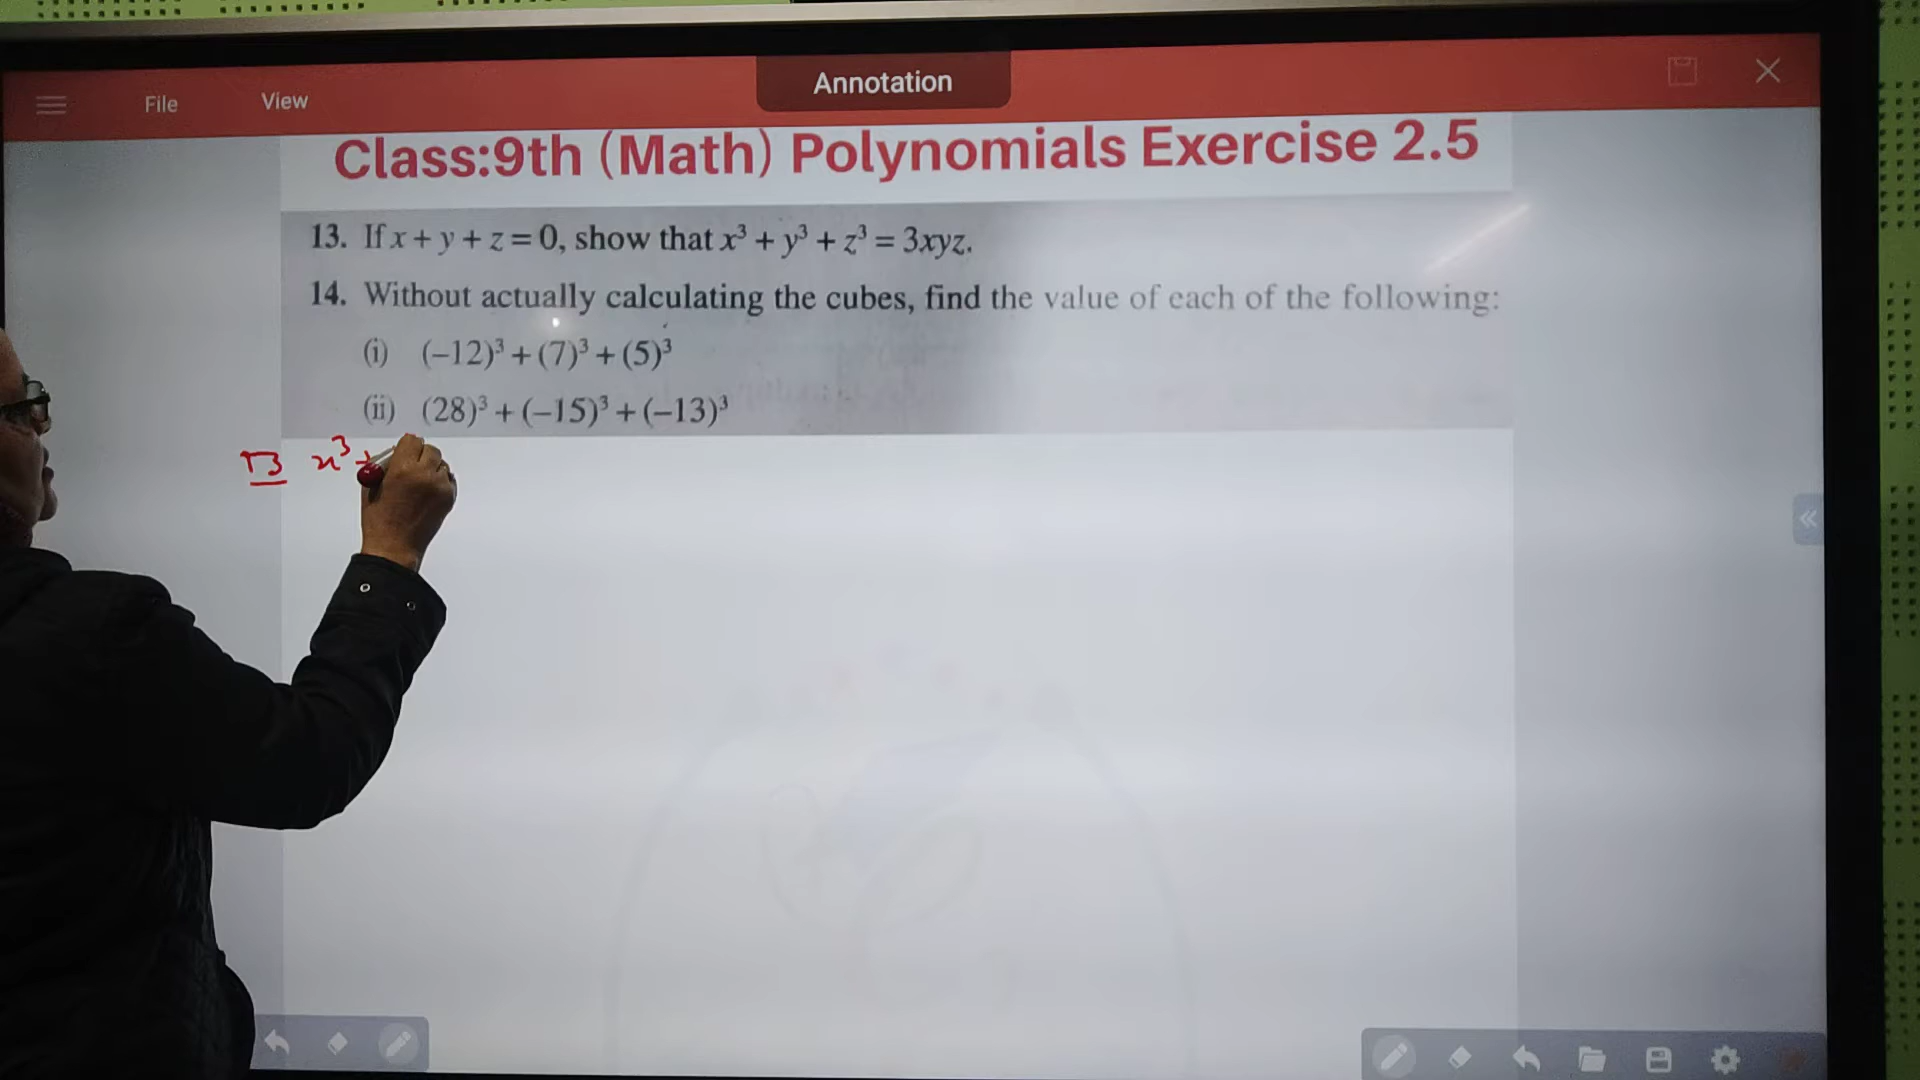 File View Annotation
Class:9th (Math) Polynomials Exercise 2.5
13. If x + y + z = 0, show that x³ + y³ + z³ = 3xyz.
14. Without actually calculating the cubes, find the value of each of the following:
(i) (–12)³ + (7)³ + (5)³
(ii) (28)³ + (–15)³ + (–13)³
13 x³ +